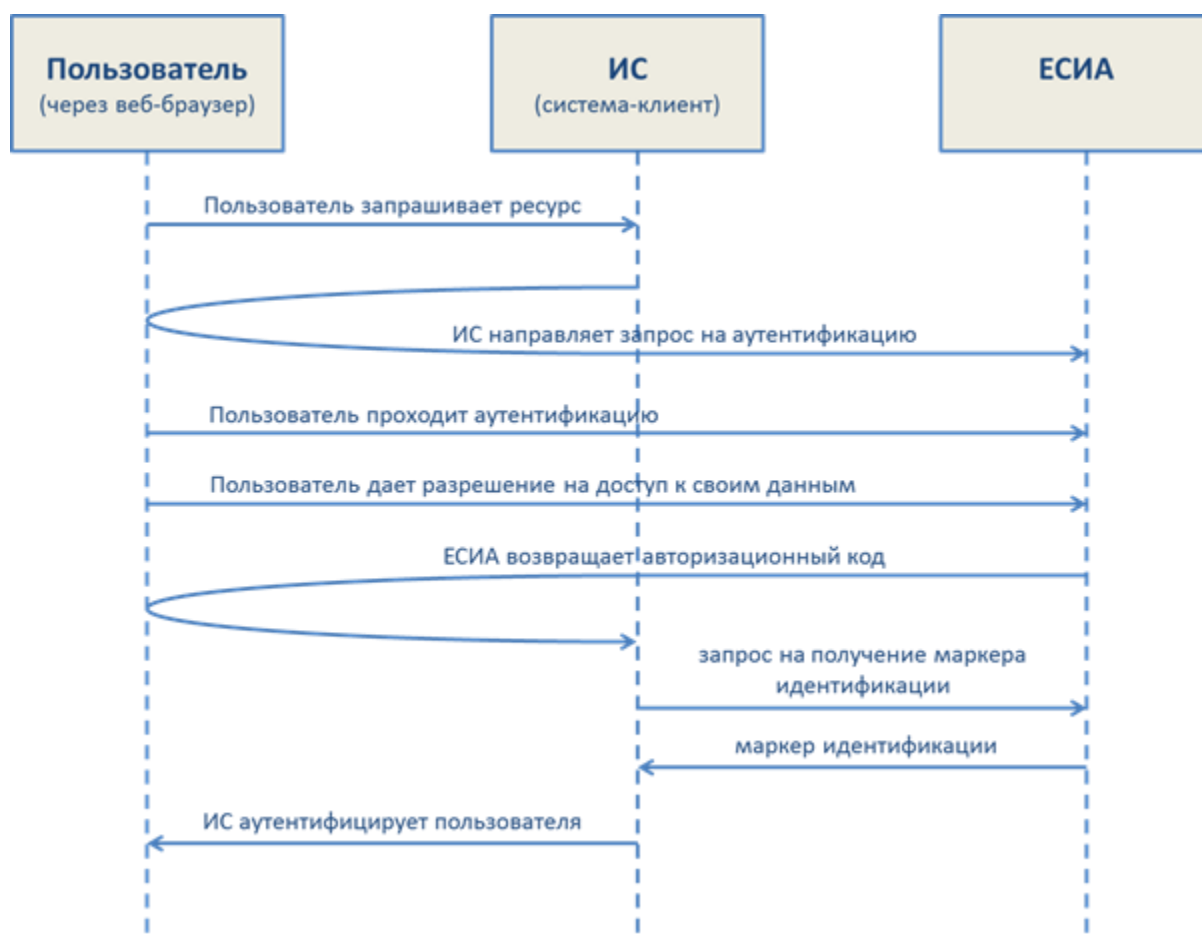 Пользователь
(через веб-браузер)
ИС
(система-клиент)
ЕСИА
Пользователь запрашивает ресурс
ИС направляет запрос на аутентификацию
Пользователь проходит аутентификацию
Пользователь дает разрешение на доступ к своим данным
ЕСИА возвращает авторизационный код
запрос на получение маркера
идентификации
маркер идентификации
ИС аутентифицирует пользователя